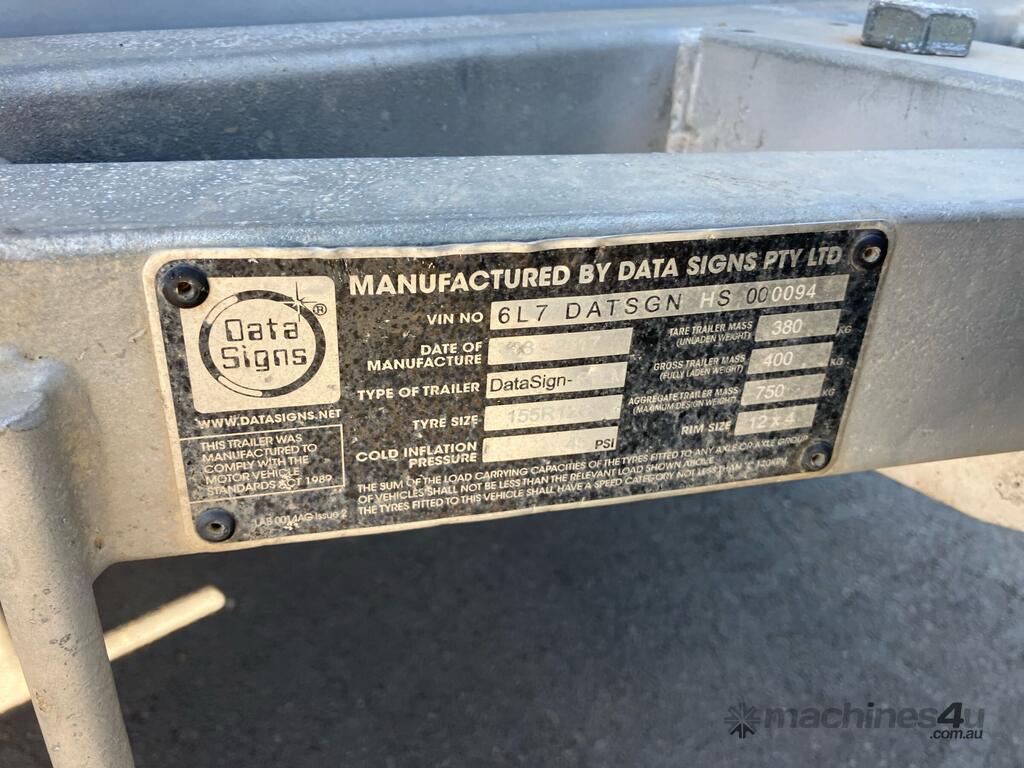 MANUFACTURED BY DATA SIGNS PTY LTD
Data
Signs
®
WWW.DATASIGNS.NET
THIS TRAILER WAS
MANUFACTURED TO
COMPLY WITH THE
MOTOR VEHICLE
STANDARDS ACT 1989
LAB 0014AG Issue 2
VIN NO 6L7 DATSGN HS 000094
DATE OF
MANUFACTURE
TYPE OF TRAILER DataSign-
TYRE SIZE 155R12
COLD INFLATION
PRESSURE 45 PSI
TARE TRAILER MASS
(UNLADEN WEIGHT) 380 KG
GROSS TRAILER MASS
(FULLY LADEN WEIGHT) 400 KG
AGGREGATE TRAILER MASS
(MAXIMUM DESIGN WEIGHT) 750 KG
RIM SIZE 12 x 4
THE SUM OF THE LOAD CARRYING CAPACITIES OF THE TYRES FITTED TO ANY AXLE OR AXLE GROUP
OF VEHICLES SHALL NOT BE LESS THAN THE RELEVANT LOAD SHOWN ABOVE
THE TYRES FITTED TO THIS VEHICLE SHALL HAVE A SPEED CATEGORY NOT LESS THAN
machines4u
.com.au